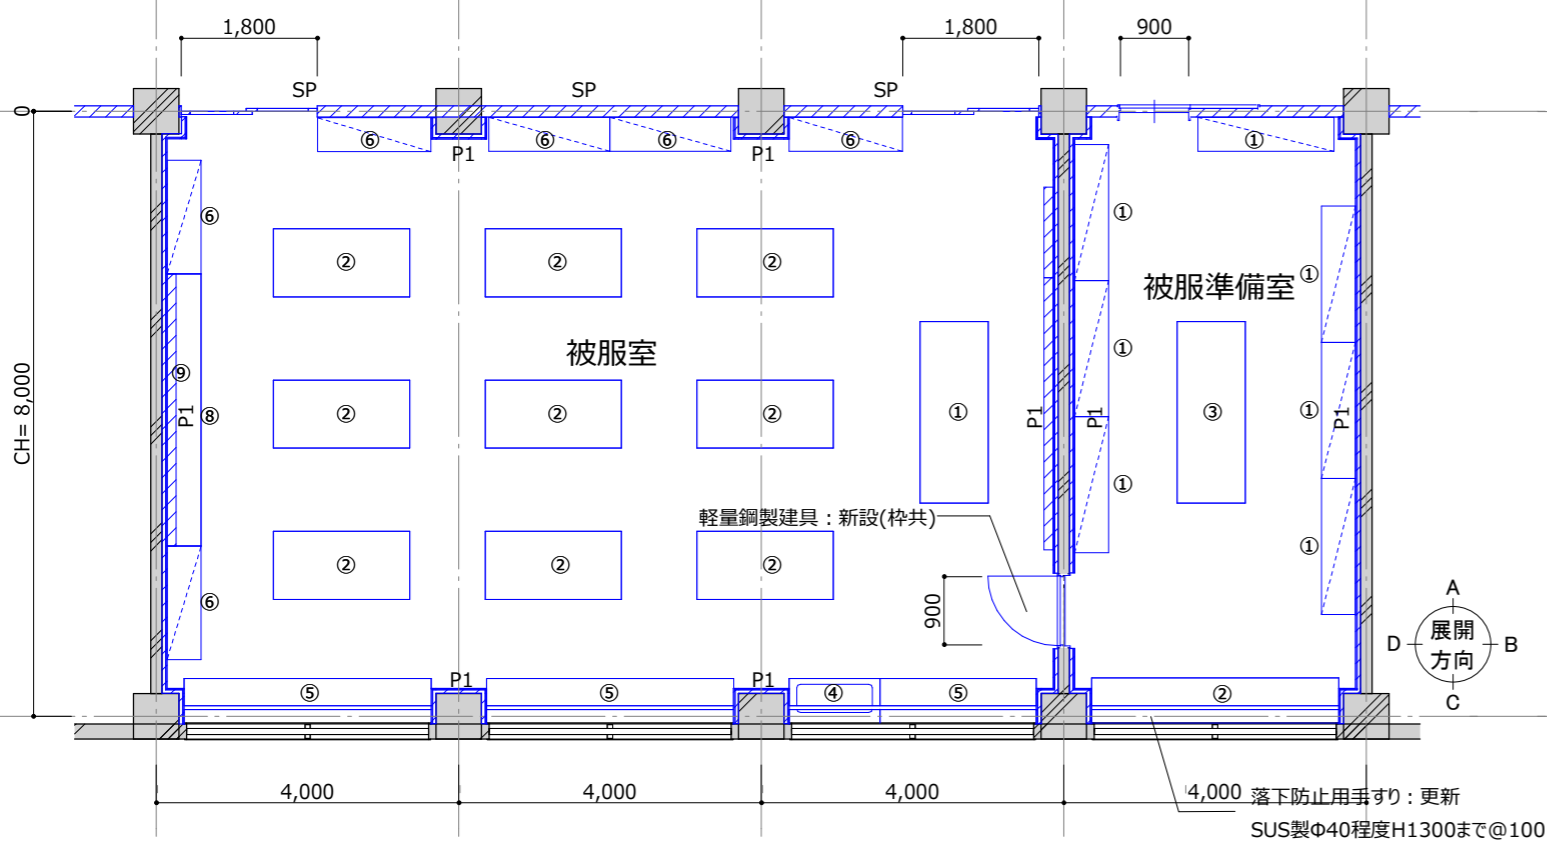 1,800
1,800
900
SP
SP
SP
0
⑥
⑥
⑥
⑥
①
P1
P1
⑥
①
①
②
②
②
被服準備室
被服室
①
⑨
⑧
P1
②
②
②
①
P1
P1
③
①
P1
CH= 8,000
①
軽量鋼製建具：新設(枠共)
①
②
②
②
⑥
900
A
D
展開
方向
B
C
P1
P1
⑤
⑤
④
⑤
②
4,000
4,000
4,000
4,000
落下防止用手すり：更新
SUS製Φ40程度H1300まで@100